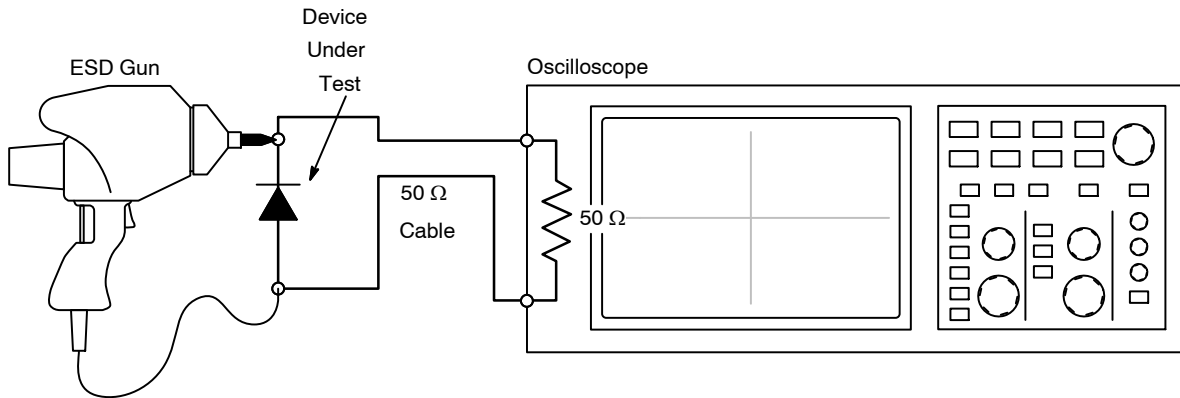 Device
Under
Test
ESD Gun
Oscilloscope
50 Ω
Cable
50 Ω